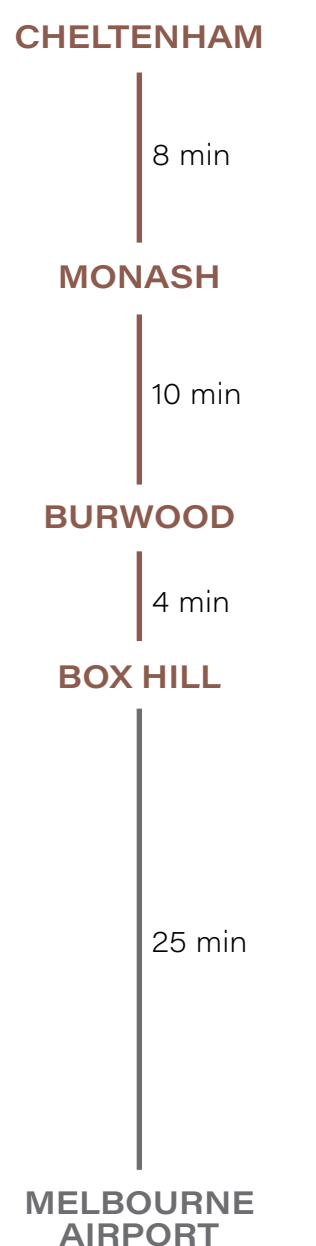 CHELTENHAM
8 min
MONASH
10 min
BURWOOD
4 min
BOX HILL
25 min
MELBOURNE
AIRPORT